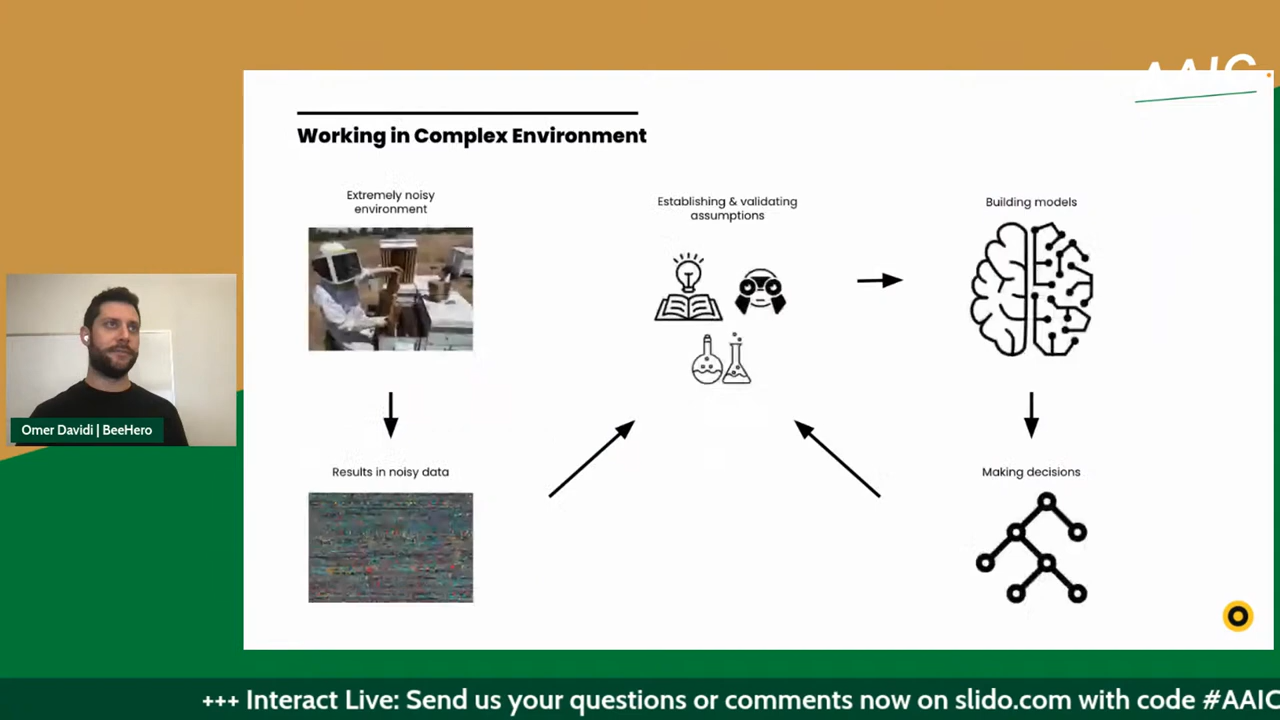 AAIC
Working in Complex Environment
Extremely noisy
environment
Establishing & validating
assumptions
Building models
Omer Davidi | BeeHero
Results in noisy data
Making decisions
+++ Interact Live: Send us your questions or comments now on slido.com with code #AAIC